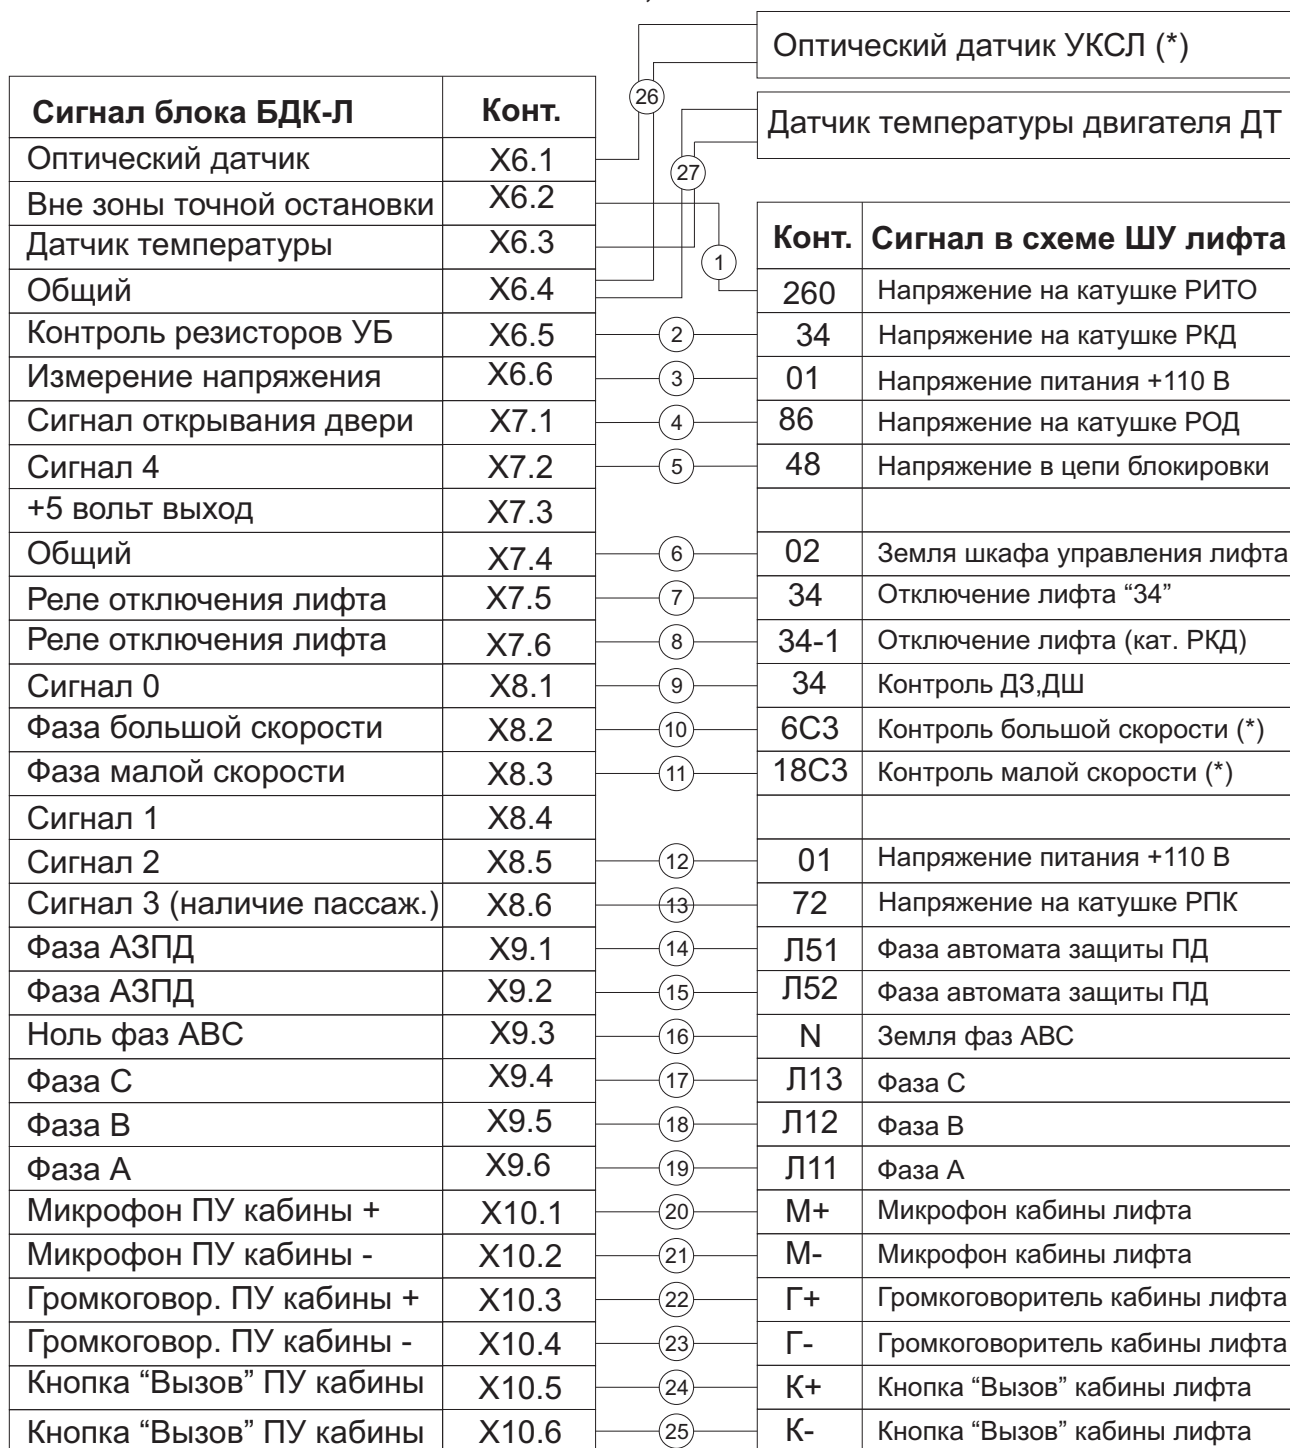 Оптический датчик УКСЛ (*)
26
Датчик температуры двигателя ДТ
27
Сигнал блока БДК-Л Конт.
Оптический датчик X6.1
Вне зоны точной остановки X6.2
Конт. Сигнал в схеме ШУ лифта
Датчик температуры X6.3
1
Общий X6.4 260 Напряжение на катушке РИТО
Контроль резисторов УБ X6.5 2 34 Напряжение на катушке РКД
Измерение напряжения X6.6 3 01 Напряжение питания +110 В
Сигнал открывания двери X7.1 4 86 Напряжение на катушке РОД
Сигнал 4 X7.2 5 48 Напряжение в цепи блокировки
+5 вольт выход X7.3
Общий X7.4 6 02 Земля шкафа управления лифта
Реле отключения лифта X7.5 7 34 Отключение лифта “34”
Реле отключения лифта X7.6 8 34-1 Отключение лифта (кат. РКД)
Сигнал 0 X8.1 9 34 Контроль ДЗ,ДШ
Фаза большой скорости X8.2 10 6С3 Контроль большой скорости (*)
Фаза малой скорости X8.3 11 18С3 Контроль малой скорости (*)
Сигнал 1 X8.4
Сигнал 2 X8.5 12 01 Напряжение питания +110 В
Сигнал 3 (наличие пассаж.) X8.6 13 72 Напряжение на катушке РПК
Фаза АЗПД X9.1 14 Л51 Фаза автомата защиты ПД
Фаза АЗПД X9.2 15 Л52 Фаза автомата защиты ПД
Ноль фаз АВС X9.3 16 N Земля фаз АВС
Фаза С X9.4 17 Л13 Фаза С
Фаза В X9.5 18 Л12 Фаза В
Фаза А X9.6 19 Л11 Фаза А
Микрофон ПУ кабины + X10.1 20 М+ Микрофон кабины лифта
Микрофон ПУ кабины - X10.2 21 М- Микрофон кабины лифта
Громкоговор. ПУ кабины + X10.3 22 Г+ Громкоговоритель кабины лифта
Громкоговор. ПУ кабины - X10.4 23 Г- Громкоговоритель кабины лифта
Кнопка “Вызов” ПУ кабины X10.5 24 К+ Кнопка “Вызов” кабины лифта
Кнопка “Вызов” ПУ кабины X10.6 25 К- Кнопка “Вызов” кабины лифта